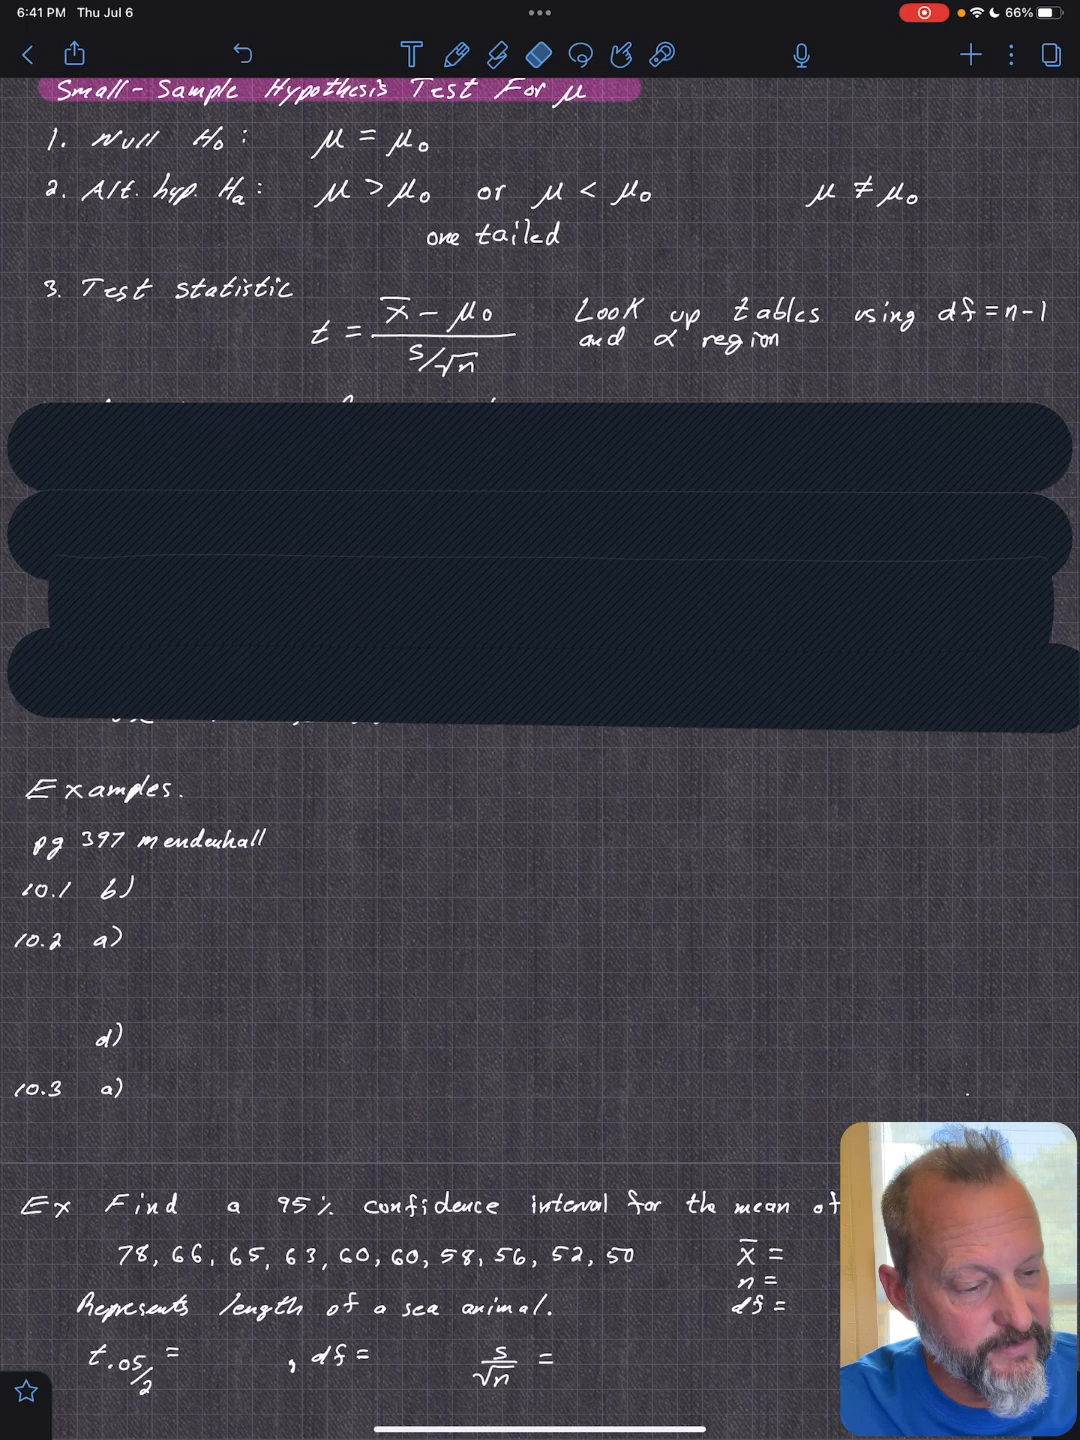 6:41 PM Thu Jul 6
66%
Small-Sample Hypothesis Test For μ
1. Null H₀: μ = μ₀
2. Alt. hyp. Hₐ: μ > μ₀ or μ < μ₀ μ ≠ μ₀
one tailed
3. Test statistic
t = (x̄ - μ₀)/(s/√n) Look up tables using df = n-1
and α region
Examples.
pg 397 Mendenhall
10.1 b)
10.2 a)
d)
10.3 a)
Ex Find a 95% confidence interval for the mean of
78, 66, 65, 63, 60, 60, 58, 56, 52, 50 x̄ =
n =
Represents length of a sea animal. df =
t.05/2 = , df = s/√n =